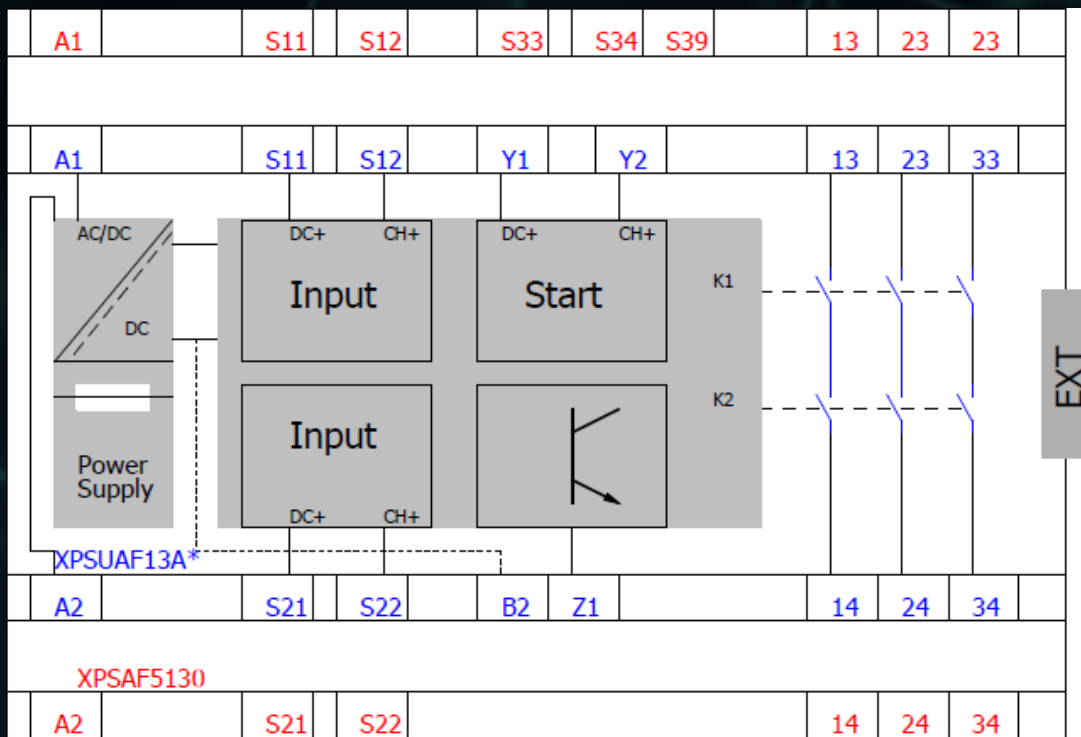 A1 S11 S12 S33 S34 S39 13 23 23
A1 S11 S12 Y1 Y2 13 23 33
AC/DC DC+ CH+ DC+ CH+
Input Start K1
DC
EXT
K2
Input
Power
Supply
DC+ CH+
XPSUAF13A*
A2 S21 S22 B2 Z1 14 24 34
XPSAF5130
A2 S21 S22 14 24 34